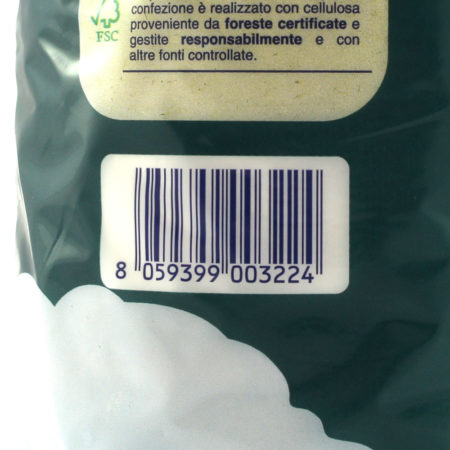 confezione è realizzato con cellulosa
proveniente da foreste certificate e
gestite responsabilmente e con
altre fonti controllate.
FSC
8 059399 003224